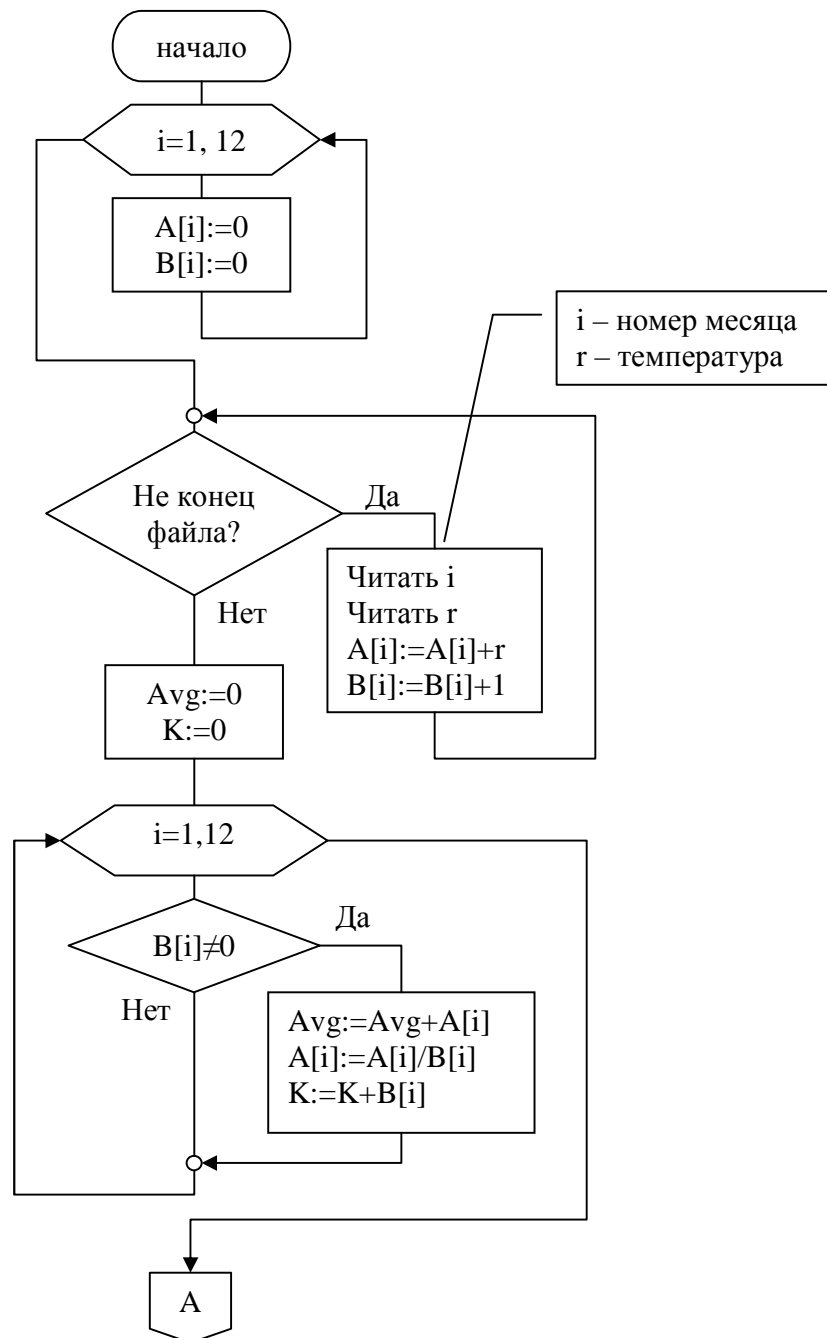 начало
i=1, 12
A[i]:=0
B[i]:=0
i – номер месяца
r – температура
Не конец
файла?
Да
Читать i
Читать r
A[i]:=A[i]+r
B[i]:=B[i]+1
Нет
Avg:=0
K:=0
i=1,12
B[i]≠0
Да
Нет
Avg:=Avg+A[i]
A[i]:=A[i]/B[i]
K:=K+B[i]
A